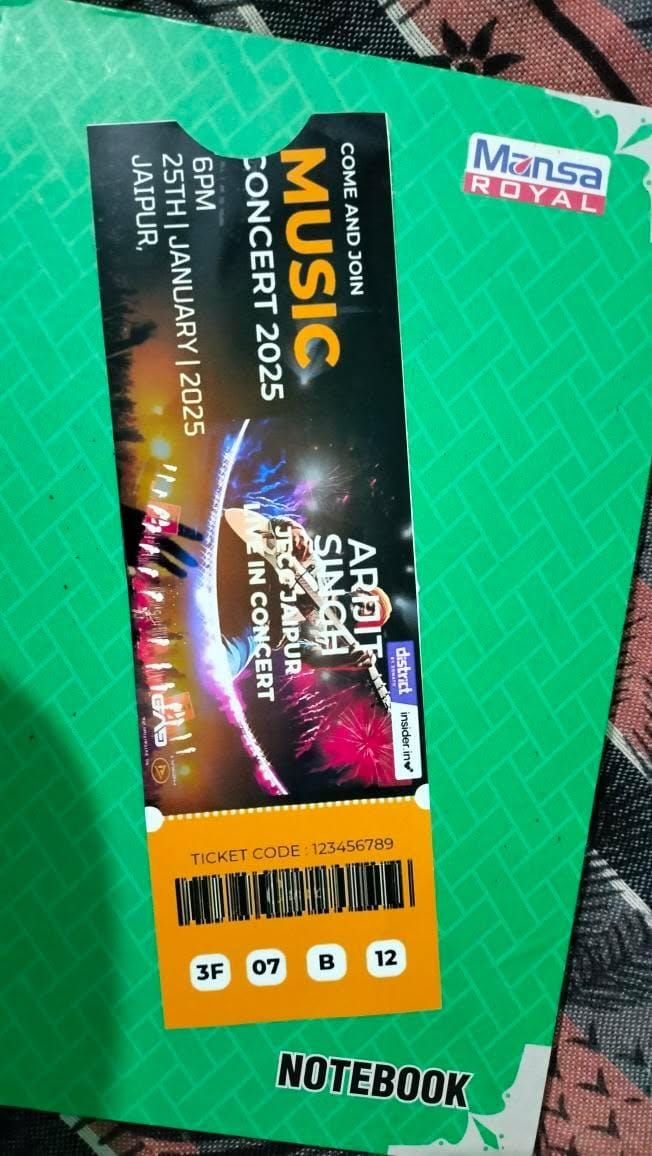 Mansa
ROYAL
COME AND JOIN
MUSIC
CONCERT 2025
6PM
25TH | JANUARY | 2025
JAIPUR,
ARIJIT
SINGH
JECC JAIPUR
LIVE IN CONCERT
district
insider.in
TICKET CODE : 123456789
3F 07 B 12
NOTEBOOK